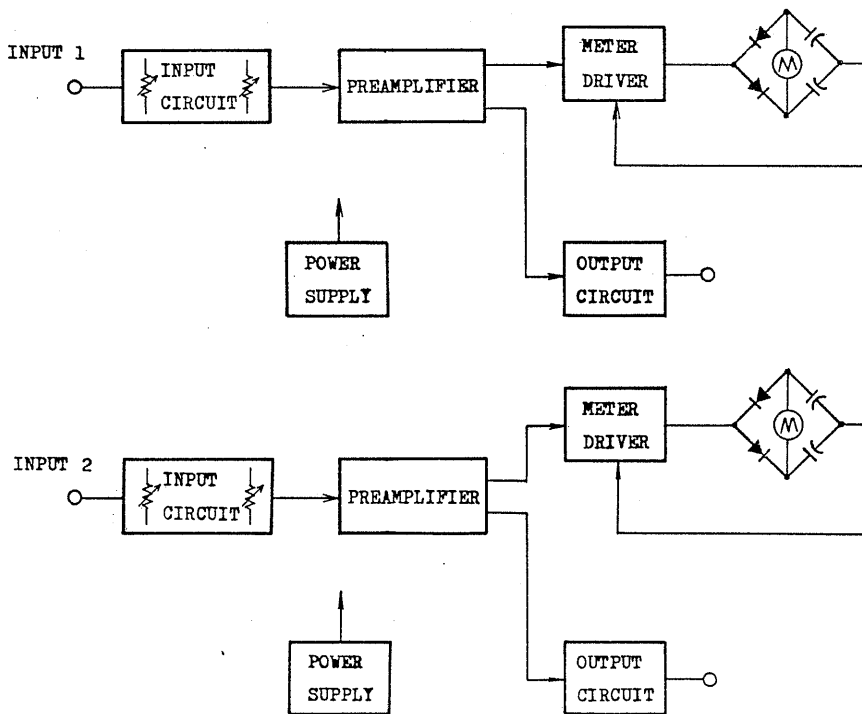 INPUT 1
INPUT
CIRCUIT
PREAMPLIFIER
METER
DRIVER
M
POWER
SUPPLY
OUTPUT
CIRCUIT
INPUT 2
INPUT
CIRCUIT
PREAMPLIFIER
METER
DRIVER
M
POWER
SUPPLY
OUTPUT
CIRCUIT